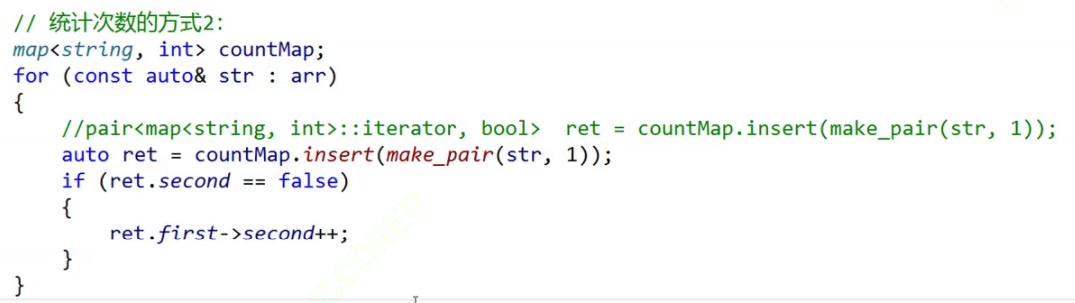 // 统计次数的方式2:
map<string, int> countMap;
for (const auto& str : arr)
{
    //pair<map<string, int>::iterator, bool>  ret = countMap.insert(make_pair(str, 1));
    auto ret = countMap.insert(make_pair(str, 1));
    if (ret.second == false)
    {
        ret.first->second++;
    }
}